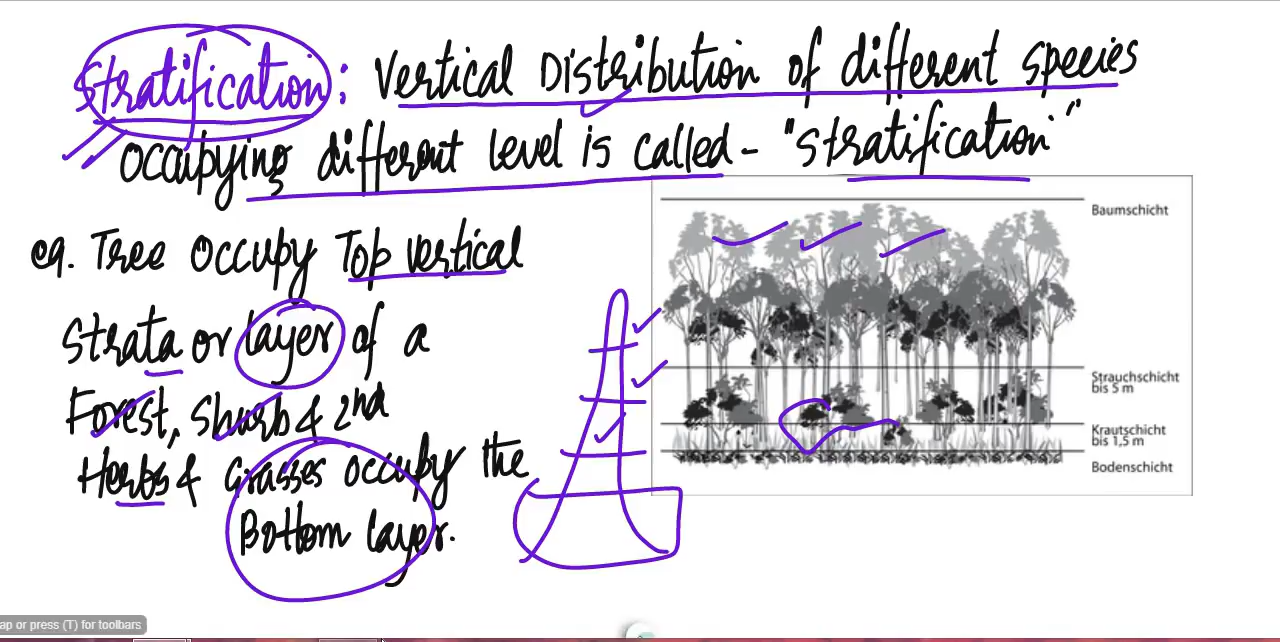 Stratification: Vertical Distribution of different species
occupying different level is called - "Stratification"
eg. Tree Occupy Top vertical
Strata or layer of a
Forest, Shurb & 2nd
Herbs & Grasses occupy the
Bottom layer.
Baumschicht
Strauchschicht
bis 5 m
Krautschicht
bis 1,5 m
Bodenschicht
ap or press (T) for toolbars